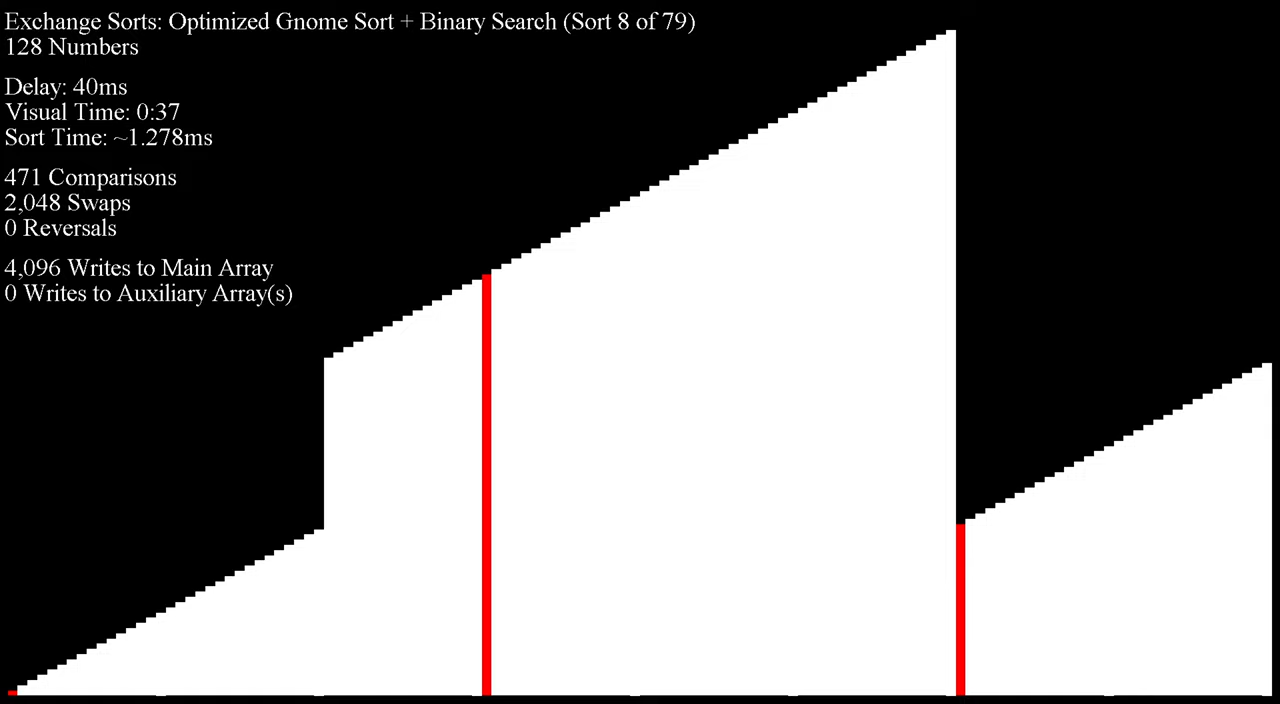 Exchange Sorts: Optimized Gnome Sort + Binary Search (Sort 8 of 79)
128 Numbers
Delay: 40ms
Visual Time: 0:37
Sort Time: ~1.278ms
471 Comparisons
2,048 Swaps
0 Reversals
4,096 Writes to Main Array
0 Writes to Auxiliary Array(s)